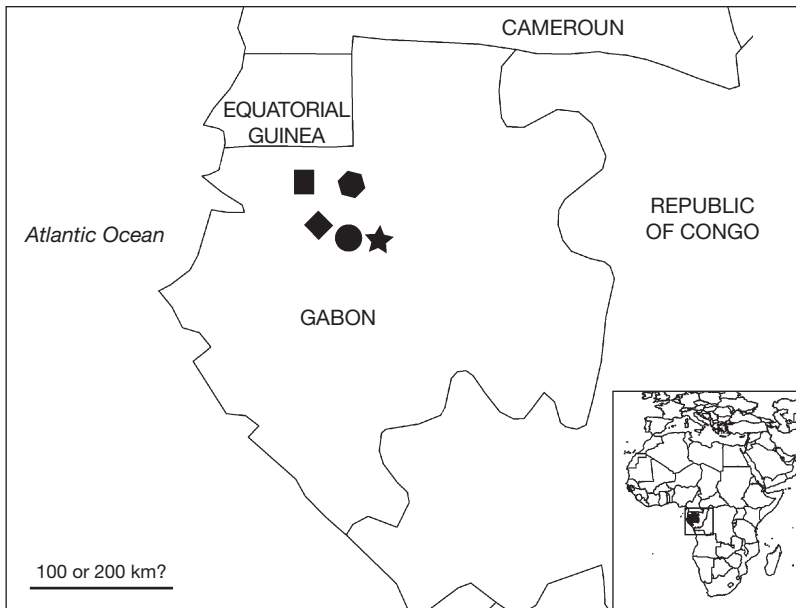 CAMEROUN
EQUATORIAL
GUINEA
REPUBLIC
OF CONGO
Atlantic Ocean
GABON
100 or 200 km?